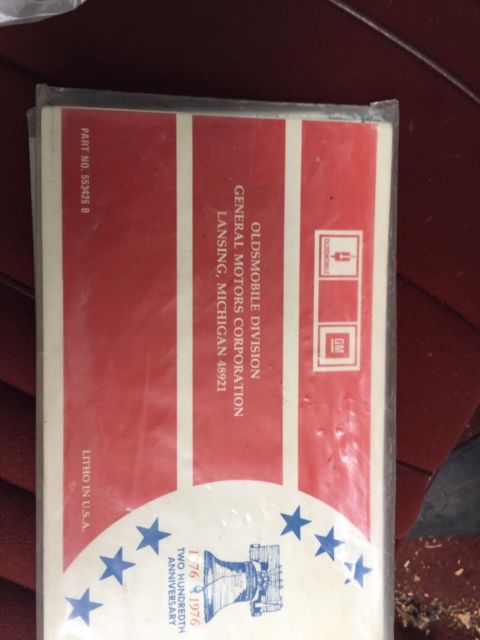 OLDSMOBILE
GM
OLDSMOBILE DIVISION
GENERAL MOTORS CORPORATION
LANSING, MICHIGAN 48921
PART NO. 553426 B
LITHO IN U.S.A.
1776 1976
TWO HUNDREDTH
ANNIVERSARY